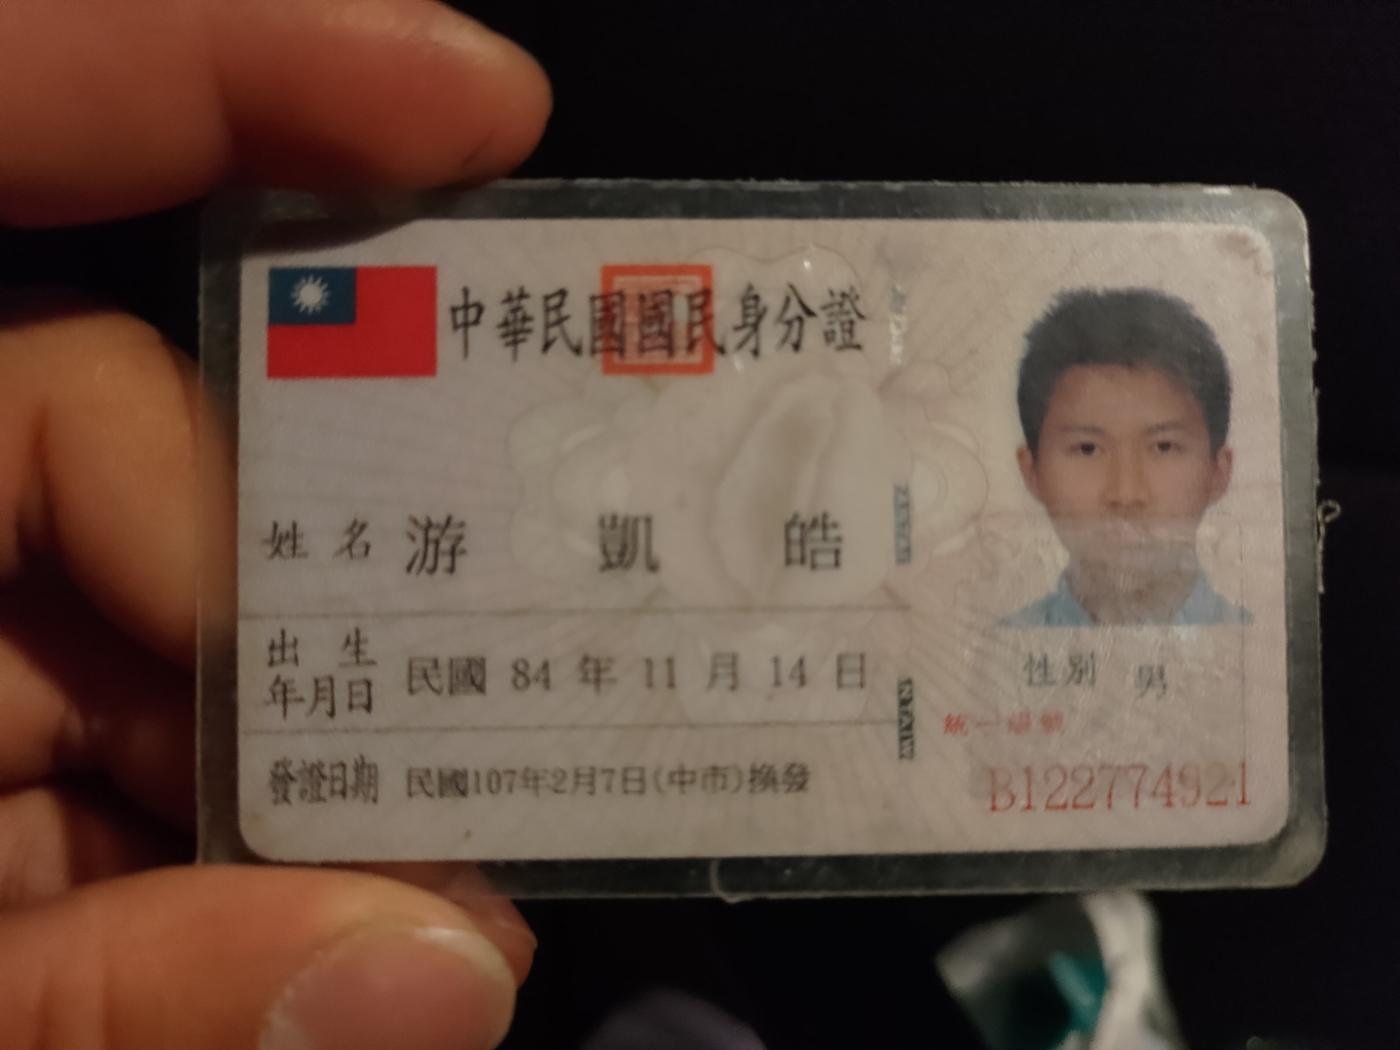 中華民國國民身分證
姓名 游凱皓
出生年月日 民國 84 年 11 月 14 日
發證日期 民國107年2月7日(中市)換發
性別 男
統一編號
B122774921